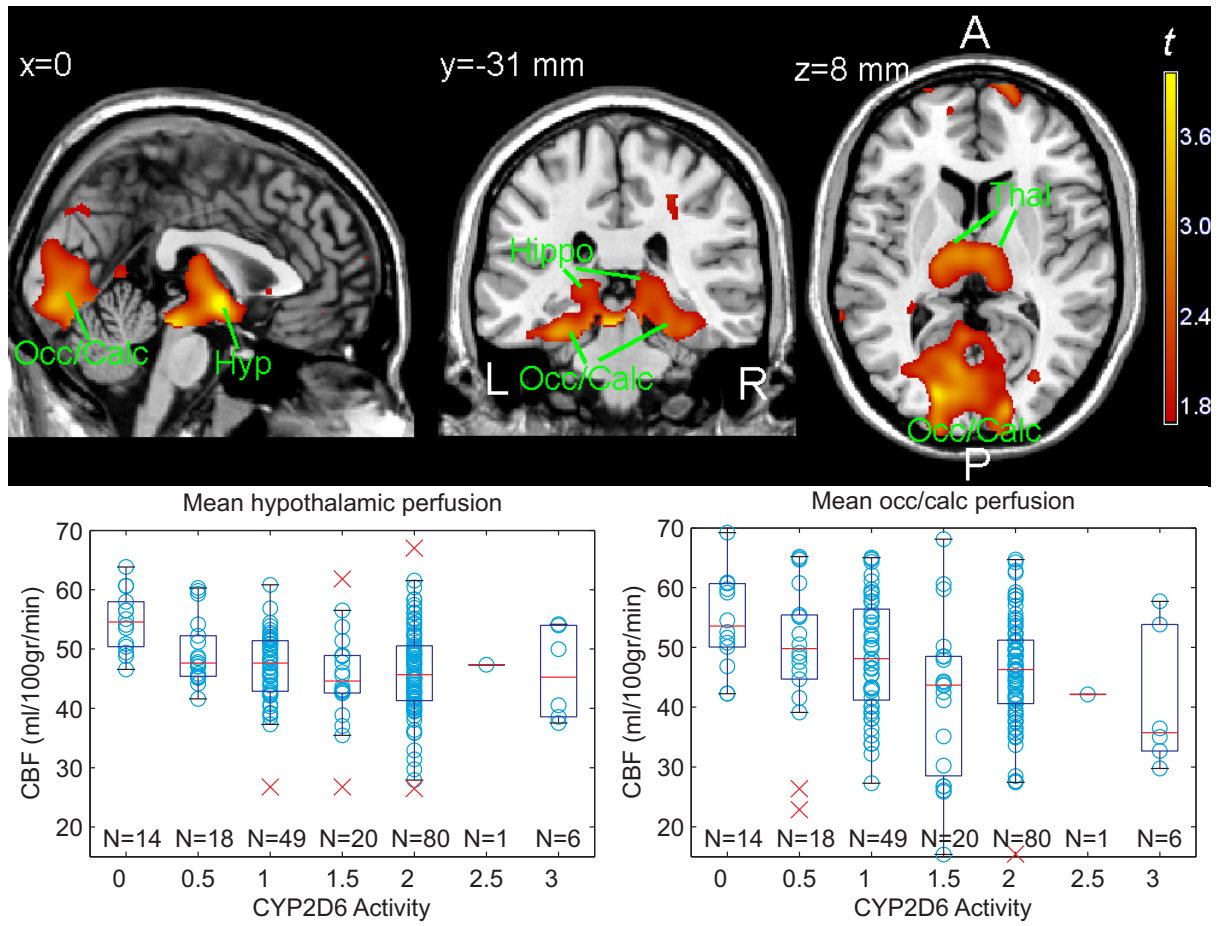 x=0
y=-31 mm
z=8 mm
A
t
3.6
3.0
2.4
1.8
Thal
Hippo
Occ/Calc
Hyp
Occ/Calc
L
R
Occ/Calc
P
Mean hypothalamic perfusion
CBF (ml/100gr/min)
70
60
50
40
30
20
N=14 N=18 N=49 N=20 N=80 N=1 N=6
0 0.5 1 1.5 2 2.5 3
CYP2D6 Activity
Mean occ/calc perfusion
CBF (ml/100gr/min)
70
60
50
40
30
20
N=14 N=18 N=49 N=20 N=80 N=1 N=6
0 0.5 1 1.5 2 2.5 3
CYP2D6 Activity